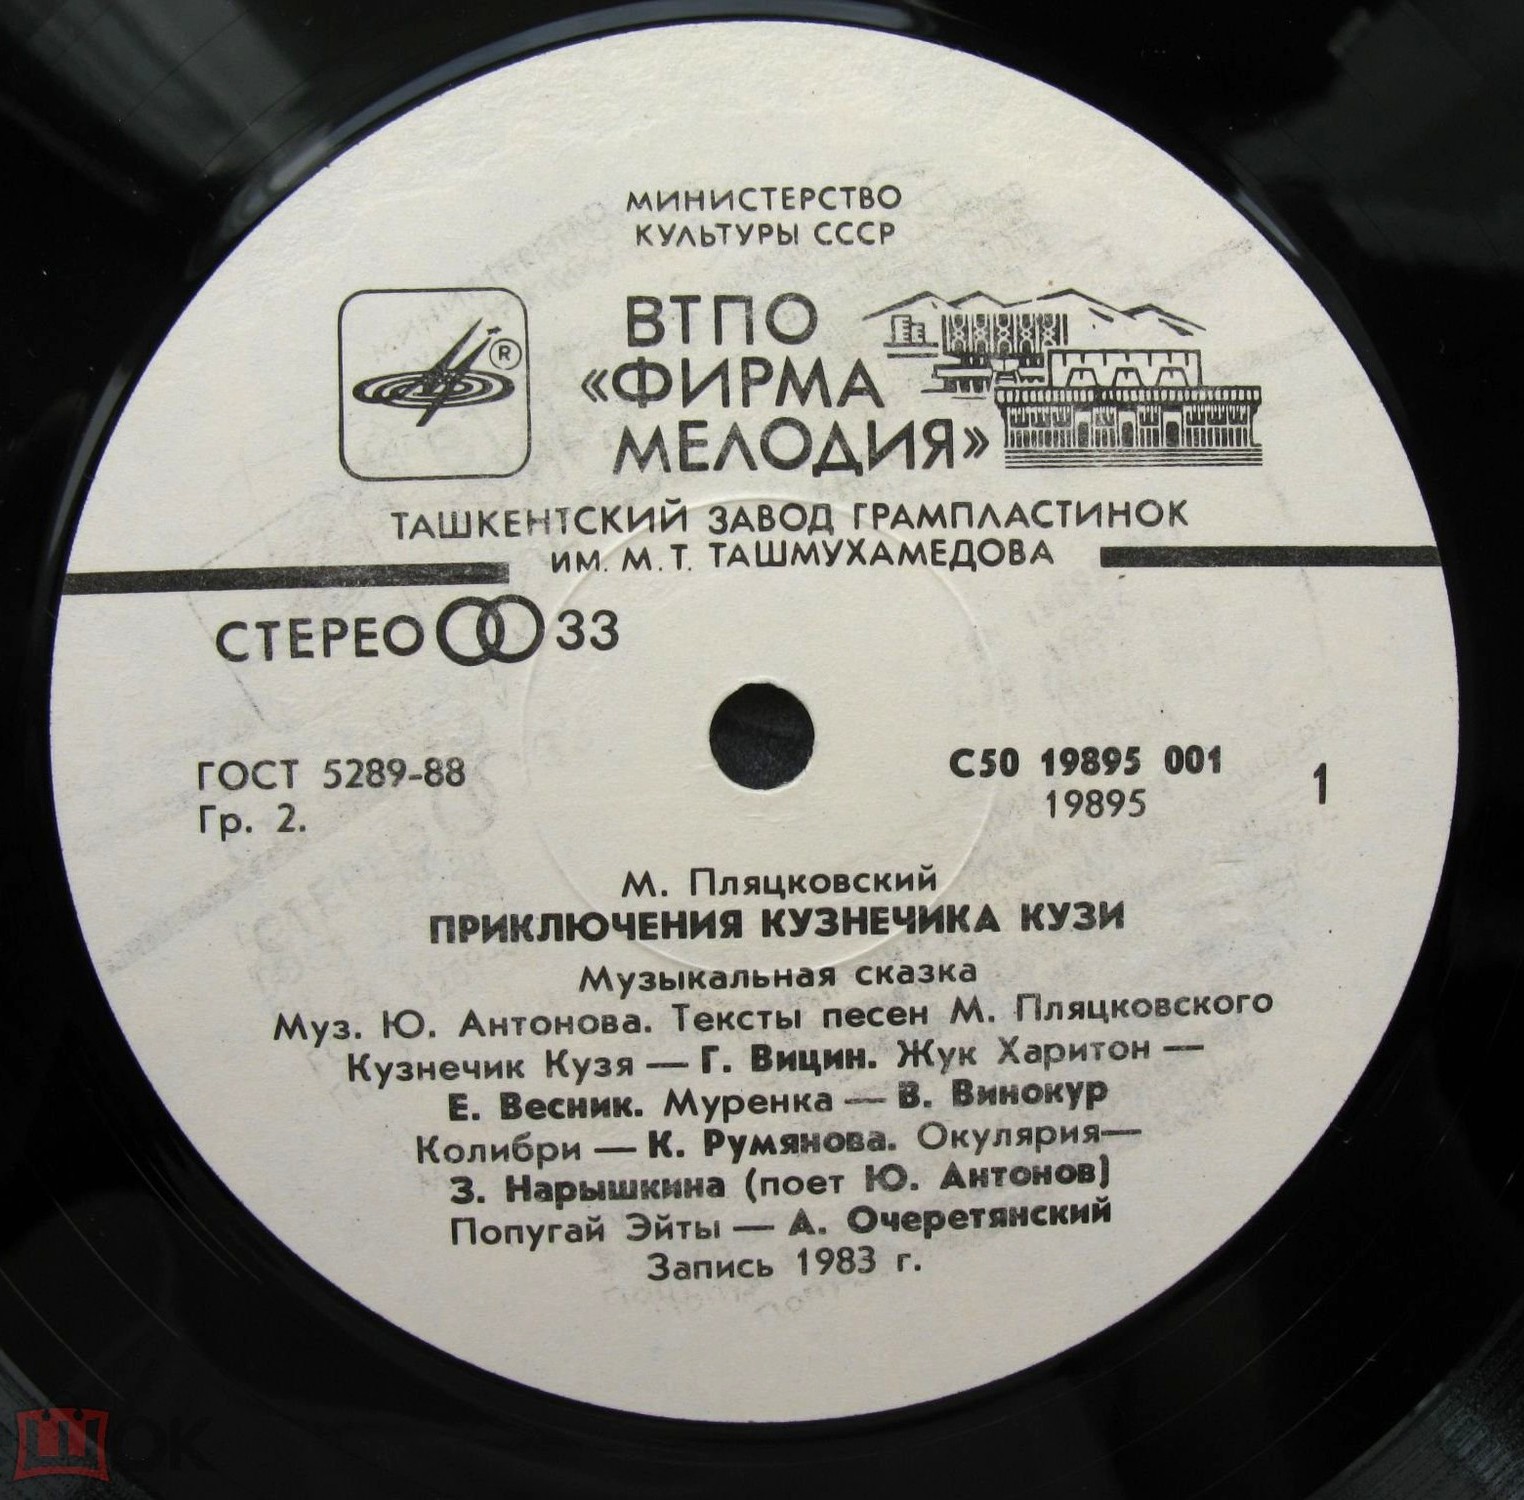 МИНИСТЕРСТВО
КУЛЬТУРЫ СССР
ВТПО
«ФИРМА
МЕЛОДИЯ»
®
ТАШКЕНТСКИЙ ЗАВОД ГРАМПЛАСТИНОК
ИМ. М. Т. ТАШМУХАМЕДОВА
СТЕРЕО 33
ГОСТ 5289-88
Гр. 2.
С50 19895 001
19895
1
М. Пляцковский
ПРИКЛЮЧЕНИЯ КУЗНЕЧИКА КУЗИ
Музыкальная сказка
Муз. Ю. Антонова. Тексты песен М. Пляцковского
Кузнечик Кузя — Г. Вицин. Жук Харитон —
Е. Весник. Муренка — В. Винокур
Колибри — К. Румянова. Окулярия—
З. Нарышкина (поет Ю. Антонов)
Попугай Эйты — А. Очеретянский
Запись 1983 г.
ШОК